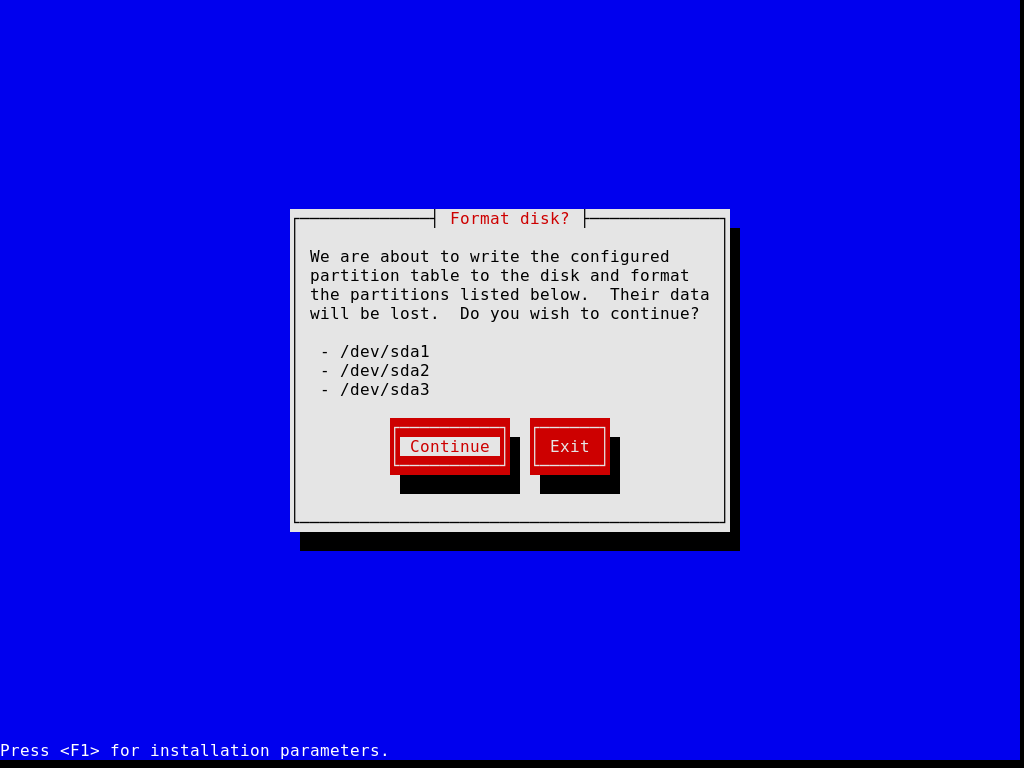 Format disk?
We are about to write the configured
partition table to the disk and format
the partitions listed below.  Their data
will be lost.  Do you wish to continue?
- /dev/sda1
- /dev/sda2
- /dev/sda3
Continue Exit
Press <F1> for installation parameters.